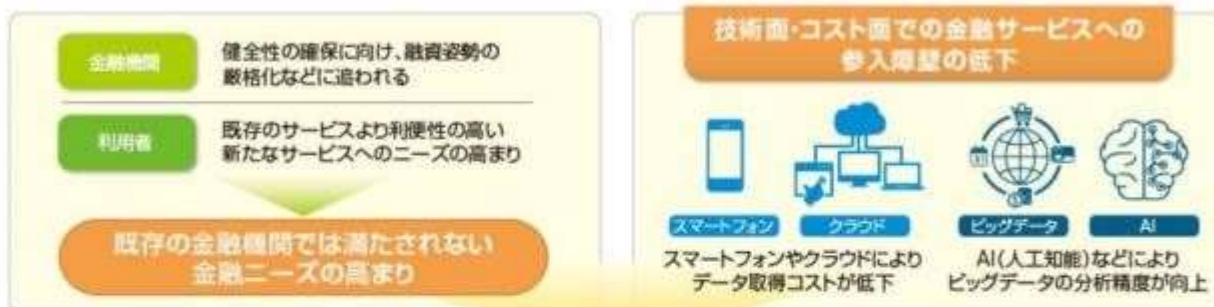 金融機関
健全性の確保に向け、融資姿勢の
厳格化などに追われる
利用者
既存のサービスより利便性の高い
新たなサービスへのニーズの高まり
既存の金融機関では満たされない
金融ニーズの高まり
技術面・コスト面での金融サービスへの
参入障壁の低下
スマートフォン
クラウド
ビッグデータ
AI
スマートフォンやクラウドにより
データ取得コストが低下
AI(人工知能)などにより
ビッグデータの分析精度が向上